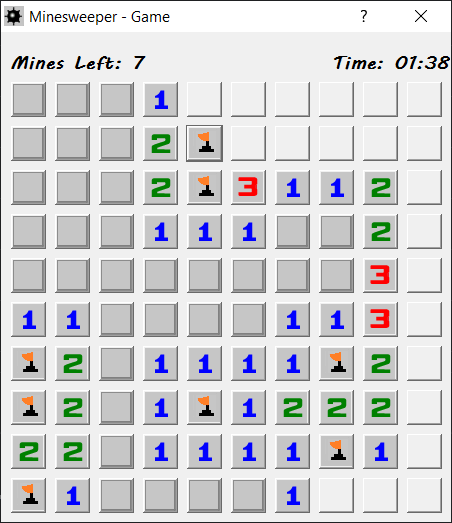 Minesweeper - Game ?
Mines Left: 7 Time: 01:38
1
2
2 3 1 1 2
1 1 1 2
3
1 1 1 1 3
2 1 1 1 1 2
2 1 1 2 2 2
2 2 1 1 1 1 1
1 1